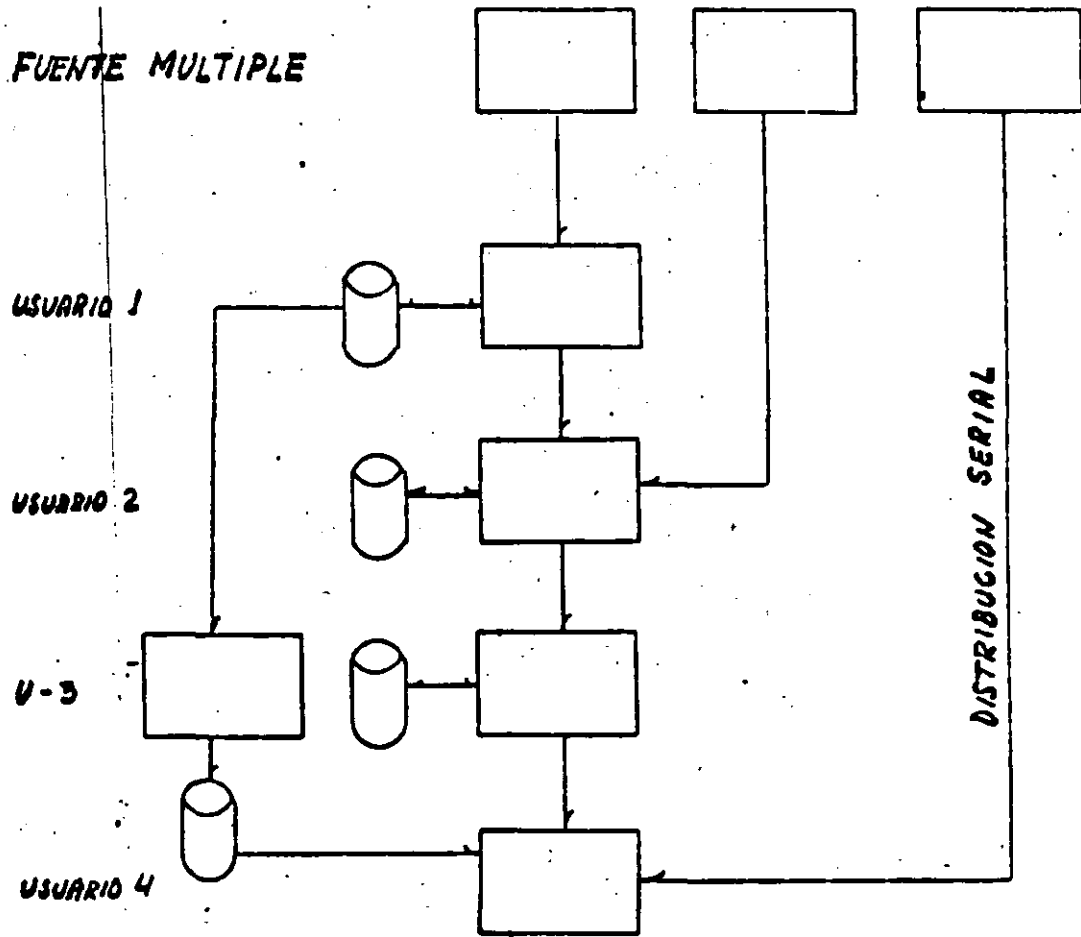 FUENTE MULTIPLE
USUARIO 1
USUARIO 2
U-3
USUARIO 4
DISTRIBUCION SERIAL